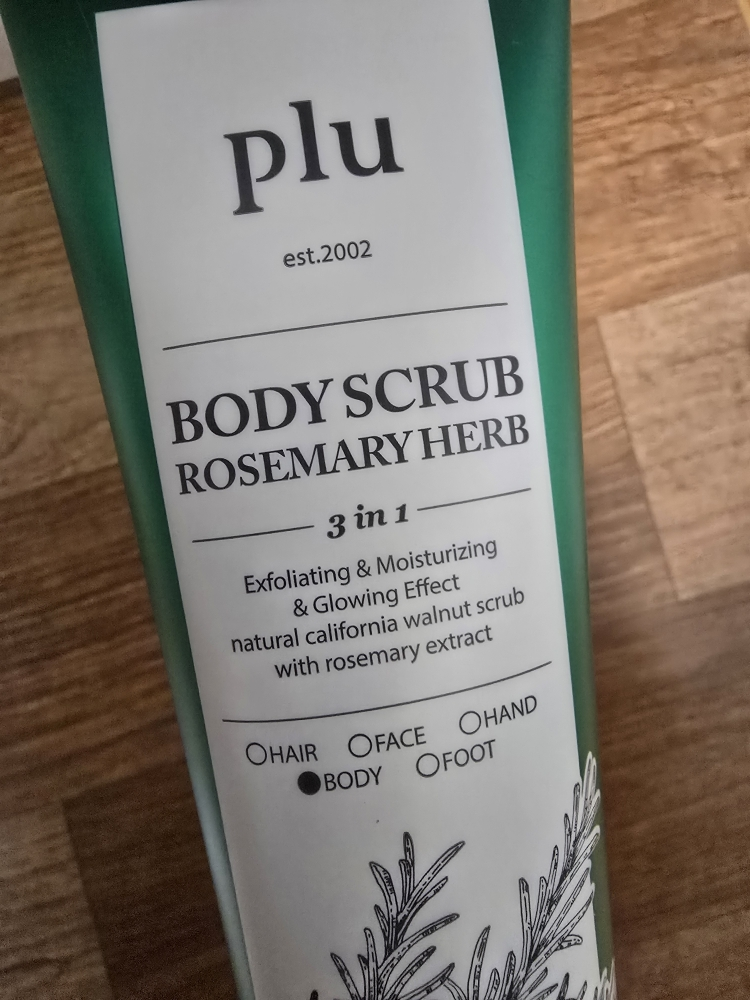 plu
est.2002
BODY SCRUB
ROSEMARY HERB
3 in 1
Exfoliating & Moisturizing
& Glowing Effect
natural california walnut scrub
with rosemary extract
HAIR FACE HAND
BODY FOOT